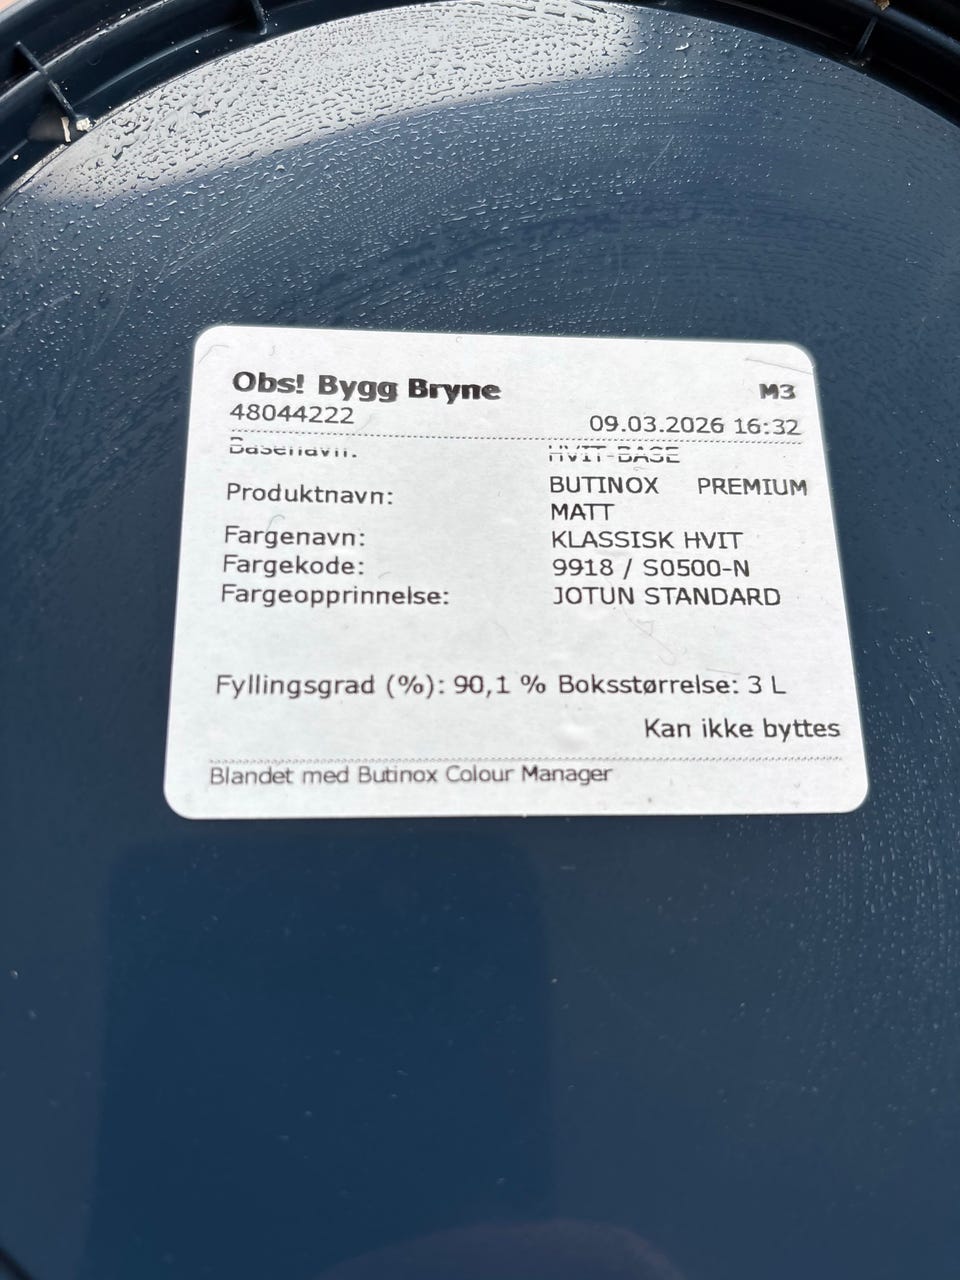 Obs! Bygg Bryne M3
48044222 09.03.2026 16:32
Basenavn: HVIT-BASE
Produktnavn: BUTINOX PREMIUM
MATT
Fargenavn: KLASSISK HVIT
Fargekode: 9918 / S0500-N
Fargeopprinnelse: JOTUN STANDARD
Fyllingsgrad (%): 90,1 % Boksstørrelse: 3 L
Kan ikke byttes
Blandet med Butinox Colour Manager